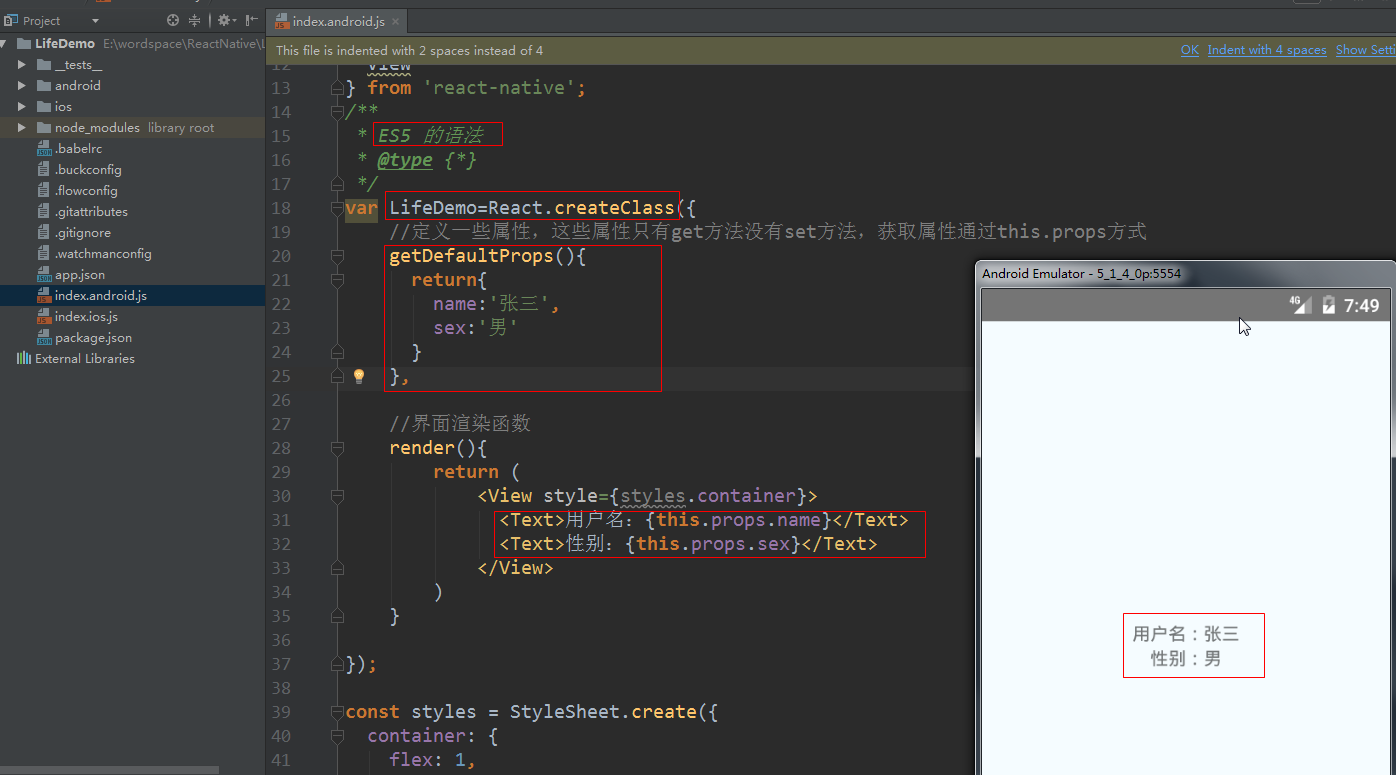 Project
index.android.js
LifeDemo E:\wordspace\ReactNative\L
This file is indented with 2 spaces instead of 4
OK Indent with 4 spaces Show Setti
__tests__
android
ios
node_modules library root
.babelrc
.buckconfig
.flowconfig
.gitattributes
.gitignore
.watchmanconfig
app.json
index.android.js
index.ios.js
package.json
External Libraries
12 View
13 } from 'react-native';
14 /**
15 * ES5 的语法
16 * @type {*}
17 */
18 var LifeDemo=React.createClass({
19 //定义一些属性，这些属性只有get方法没有set方法，获取属性通过this.props方式
20 getDefaultProps(){
21 return{
22 name:'张三',
23 sex:'男'
24 }
25 },
26
27 //界面渲染函数
28 render(){
29 return (
30 <View style={styles.container}>
31 <Text>用户名：{this.props.name}</Text>
32 <Text>性别：{this.props.sex}</Text>
33 </View>
34 )
35 }
36
37 });
38
39 const styles = StyleSheet.create({
40 container: {
41 flex: 1,
Android Emulator - 5_1_4_0p:5554
4G 7:49
用户名：张三
性别：男